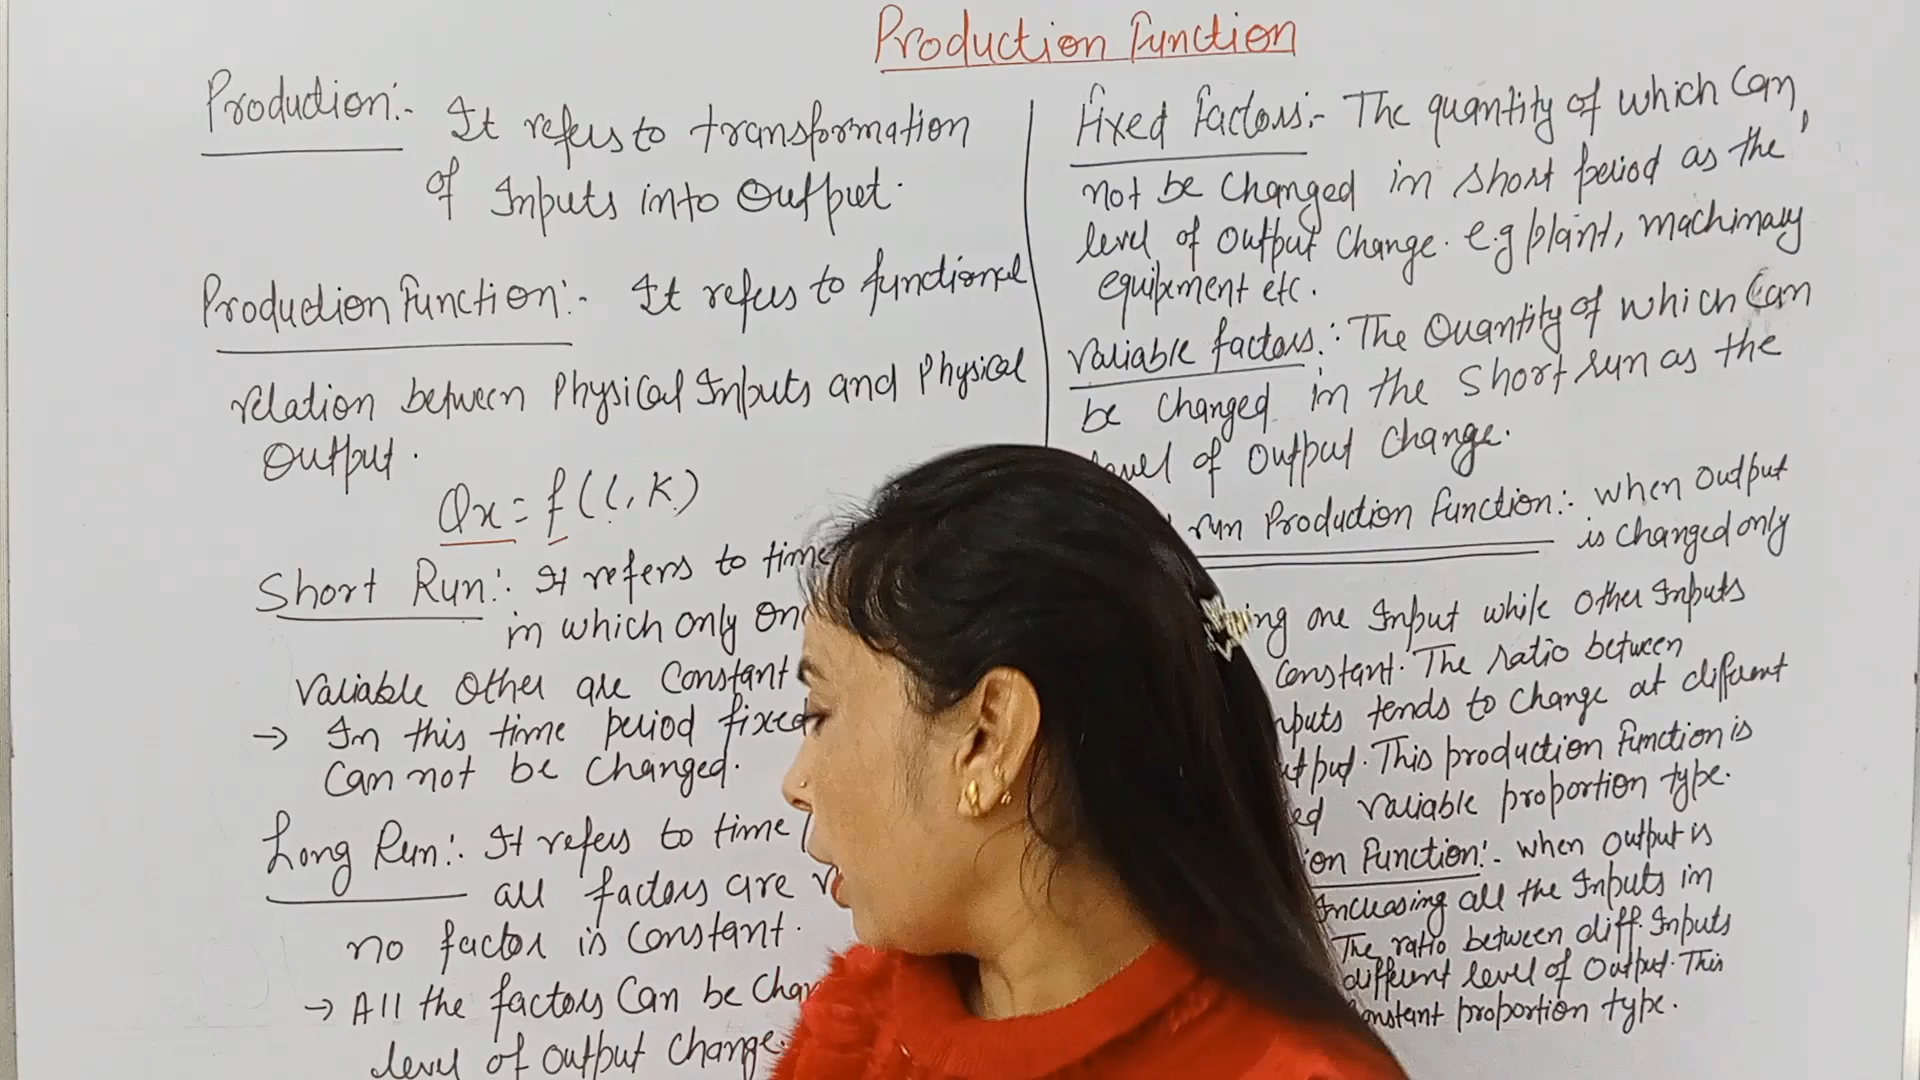 Production Function
Production:- It refers to transformation
of Inputs into Output.
Production Function:- It refers to functional
relation between Physical Inputs and Physical
Output.
Qx = f(L, K)
Short Run:- It refers to time
in which only
Variable Other are Constant
→ In this time period fixed
Can not be Changed.
Long Run:- It refers to time
all factors are
no factor is Constant.
→ All the factors Can be
level of Output Change.
Fixed Factors:- The quantity of which Can,
not be Changed in Short period as the
level of Output Change. e.g plant, machinary
equipment etc.
Variable factors:- The Quantity of which Can
be Changed in the Short run as the
level of Output Change.
run Production Function:- When Output
is Changed only
one Input while Other Inputs
Constant. The ratio between
tends to Change at different
This production Function is
Variable proportion type.
Function:- When Output is
Increasing all the Inputs in
The ratio between diff. Inputs
different level of Output. This
proportion type.